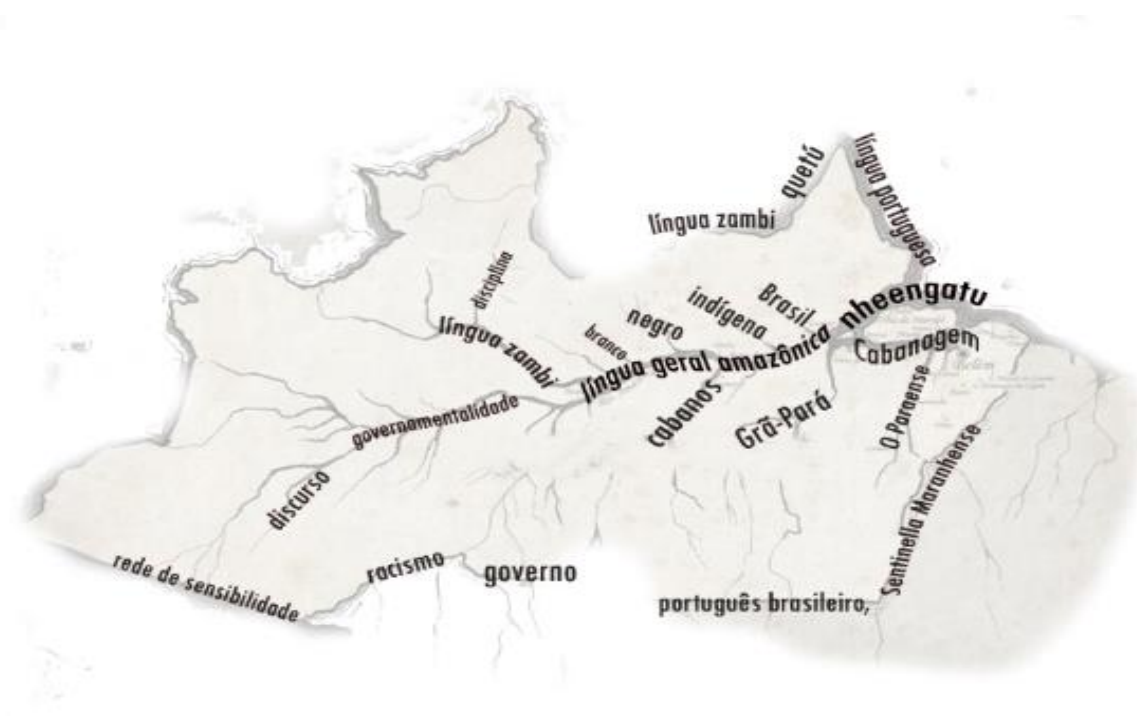 quetú
língua portuguesa
língua zambi
disciplina
nheengatu
Brasil
indígena
negro
branco
língua zambi
língua geral amazônica
Cabanagem
governamentalidade
cabanos
Grã-Pará
O Paraense
discurso
Sentinella Maranhense
rede de sensibilidade
racismo
governo
português brasileiro,